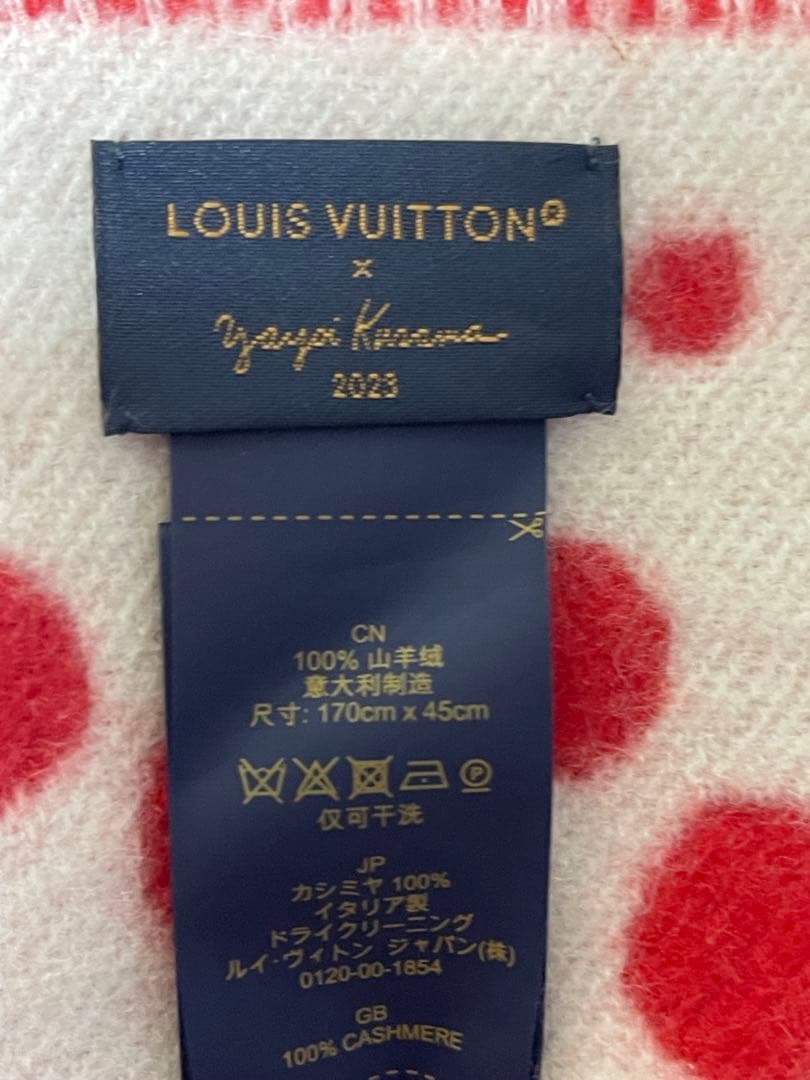 LOUIS VUITTON®
x
Yayoi Kusama
2023
CN
100% 山羊绒
意大利制造
尺寸: 170cm x 45cm
P
仅可干洗
JP
カシミヤ 100%
イタリア製
ドライクリーニング
ルイ·ヴィトン ジャパン(株)
0120-00-1854
GB
100% CASHMERE